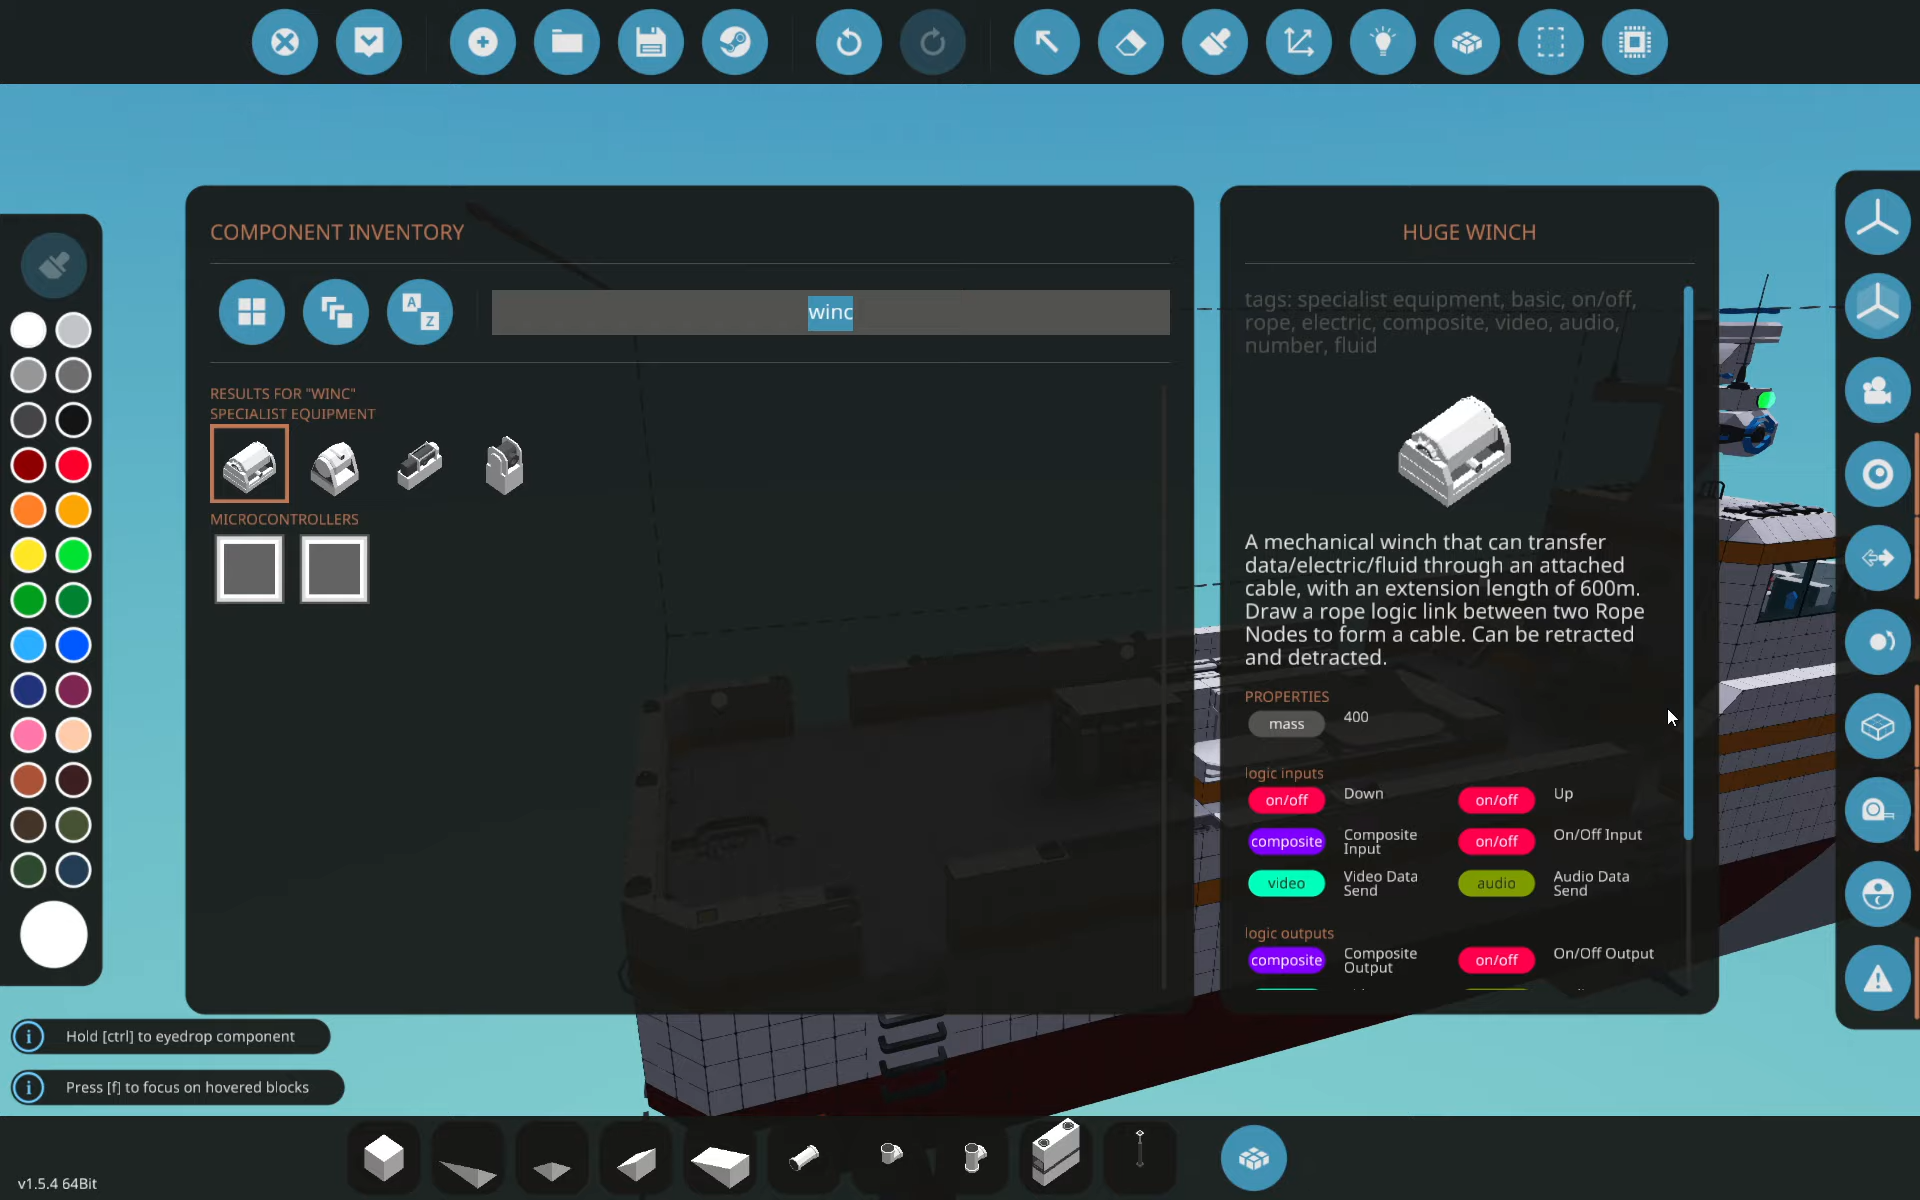 COMPONENT INVENTORY
A
Z
winc
RESULTS FOR "WINC"
SPECIALIST EQUIPMENT
MICROCONTROLLERS
HUGE WINCH
tags: specialist equipment, basic, on/off,
rope, electric, composite, video, audio,
number, fluid
A mechanical winch that can transfer
data/electric/fluid through an attached
cable, with an extension length of 600m.
Draw a rope logic link between two Rope
Nodes to form a cable. Can be retracted
and detracted.
PROPERTIES
mass 400
logic inputs
on/off Down on/off Up
composite Composite Input on/off On/Off Input
video Video Data Send audio Audio Data Send
logic outputs
composite Composite Output on/off On/Off Output
Hold [ctrl] to eyedrop component
Press [f] to focus on hovered blocks
v1.5.4 64Bit